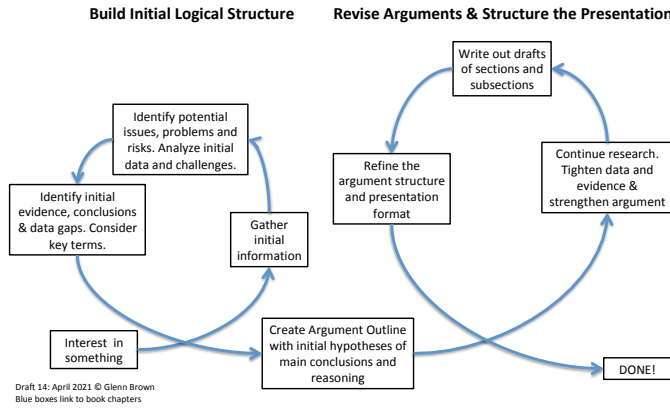 Build Initial Logical Structure
Revise Arguments & Structure the Presentation
Write out drafts
of sections and
subsections
Identify potential
issues, problems and
risks. Analyze initial
data and challenges.
Continue research.
Tighten data and
evidence &
strengthen argument
Refine the
argument structure
and presentation
format
Identify initial
evidence, conclusions
& data gaps. Consider
key terms.
Gather
initial
information
Interest in
something
Create Argument Outline
with initial hypotheses of
main conclusions and
reasoning
DONE!
Draft 14: April 2021 © Glenn Brown
Blue boxes link to book chapters